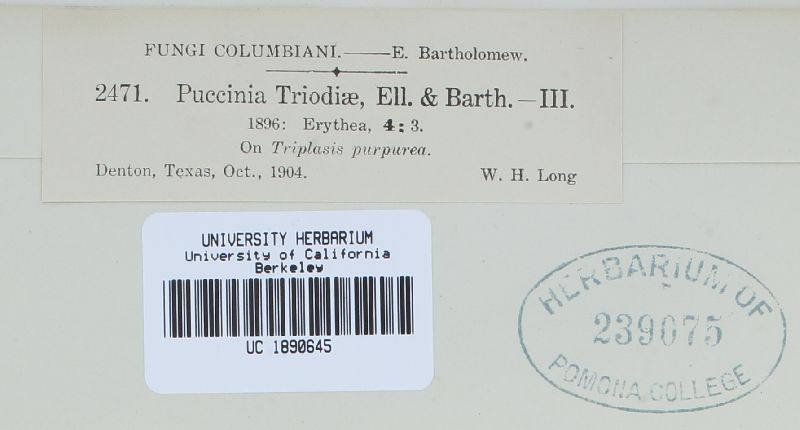 FUNGI COLUMBIANI.——E. Bartholomew.
2471. Puccinia Triodiæ, Ell. & Barth.—III.
1896: Erythea, 4: 3.
On Triplasis purpurea.
Denton, Texas, Oct., 1904. W. H. Long
UNIVERSITY HERBARIUM
University of California
Berkeley
UC 1890645
HERBARIUM OF
239075
POMONA COLLEGE